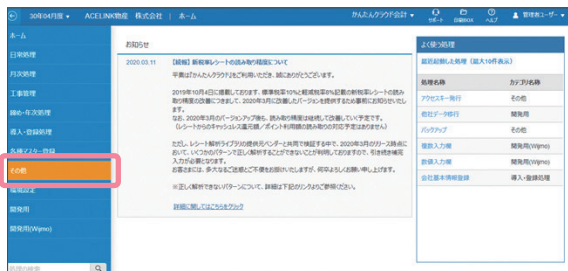 30年04月度 ▼ ACELINK物産 株式会社 | ホーム
かんたんクラウド会計 ▼
サポート 印刷BOX ヘルプ 管理者ユーザー ▼
ホーム
日常処理
月次処理
工事管理
締め・年次処理
導入・登録処理
各種マスター登録
その他
環境設定
開発用
開発用(Wijmo)
処理の検索
お知らせ
2020.03.11 【続報】新税率レシートの読み取り精度について
平素は『かんたんクラウド』をご利用いただき、誠にありがとうございます。
2019年10月4日に掲載しております、標準税率10%と軽減税率8%記載の新税率レシートの読み
取り精度の改善につきまして、2020年3月に改善したバージョンを提供するため事前にお知らせいたし
ます。
なお、2020年3月のバージョンアップ後も、読み取り精度は継続して改善していく予定です。
（レシートからのキャッシュレス還元額／ポイント利用額の読み取りの対応予定はありません）
ただし、レシート解析ライブラリの提供元ベンダーと共同で検証する中で、2020年3月のリリース時点に
おいて、いくつかのパターンで正しく解析することができないことが判明しておりますので、引き続き補完
入力が必要となります。
お客さまには、多大なるご迷惑とご不便をお掛けいたしますが、何卒よろしくお願い申し上げます。
※正しく解析できないパターンについて、詳細は下記のリンクよりご参照ください。
詳細に関してはこちらをクリック
よく使う処理
最近起動した処理（最大10件表示）
処理名称 カテゴリ名称
アクセスキー発行 その他
他社データ移行 開発用
バックアップ その他
複数入力欄 開発用(Wijmo)
数値入力欄 開発用(Wijmo)
会社基本情報登録 導入・登録処理